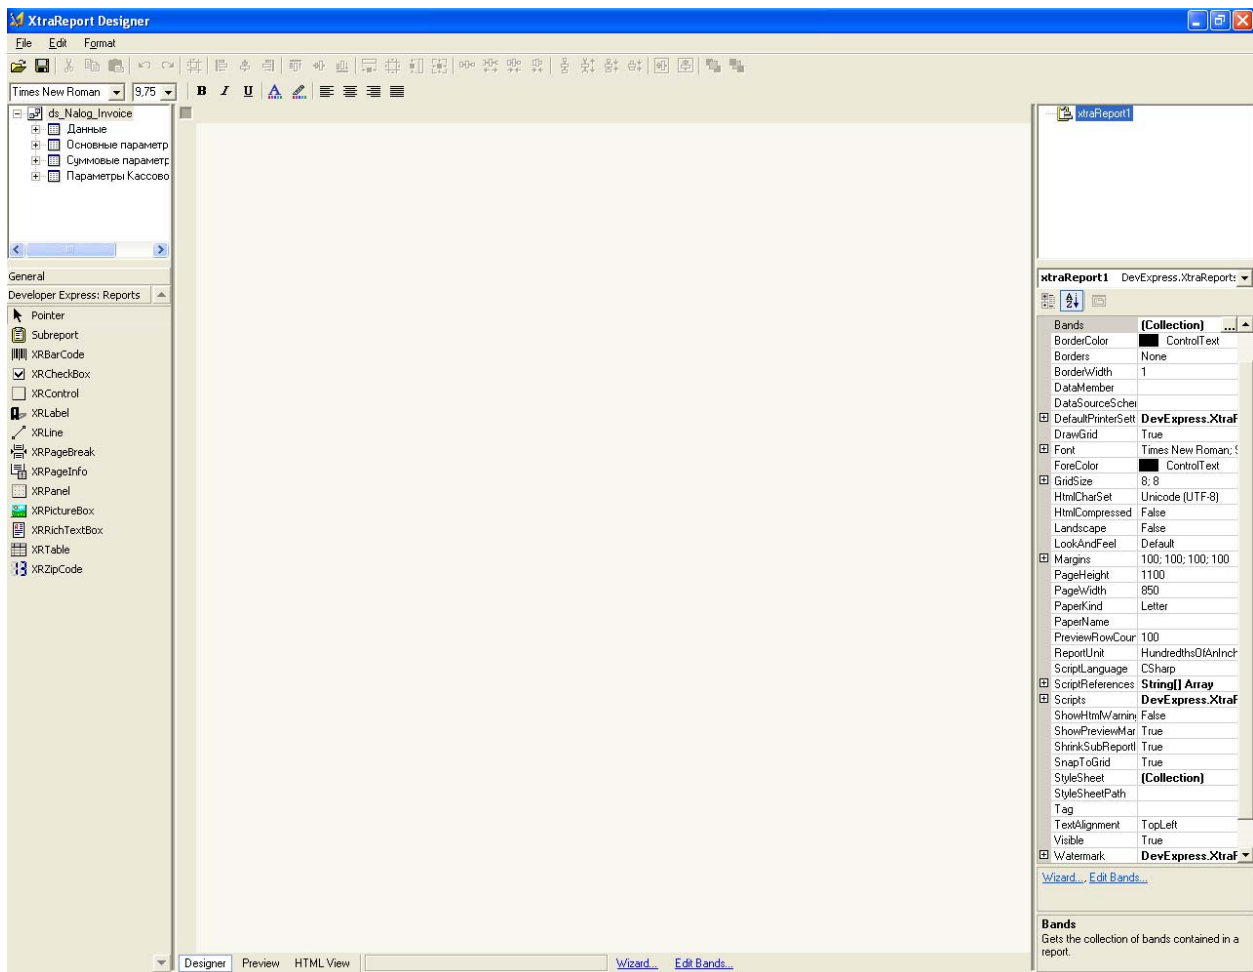 XtraReport Designer
File Edit Format
Times New Roman 9,75 B I U A
ds_Nalog_Invoice
Данные
Основные параметр
Суммовые параметр
Параметры Кассово
General
Developer Express: Reports
Pointer
Subreport
XRBarCode
XRCheckBox
XRControl
XRLabel
XRLine
XRPageBreak
XRPageInfo
XRPanel
XRPictureBox
XRRichTextBox
XRTable
XRZipCode
Designer Preview HTML View Wizard... Edit Bands...
xtraReport1
xtraReport1 DevExpress.XtraReports
Bands (Collection) ...
BorderColor ControlText
Borders None
BorderWidth 1
DataMember
DataSourceScher
DefaultPrinterSett DevExpress.XtraF
DrawGrid True
Font Times New Roman; 9
ForeColor ControlText
GridSize 8; 8
HtmlCharSet Unicode (UTF-8)
HtmlCompressed False
Landscape False
LookAndFeel Default
Margins 100; 100; 100; 100
PageHeight 1100
PageWidth 850
PaperKind Letter
PaperName
PreviewRowCour 100
ReportUnit HundredthsOfAnInch
ScriptLanguage CSharp
ScriptReferences String[] Array
Scripts DevExpress.XtraF
ShowHtmlWarning False
ShowPreviewMar True
ShrinkSubReportI True
SnapToGrid True
StyleSheet (Collection)
StyleSheetPath
Tag
TextAlignment TopLeft
Visible True
Watermark DevExpress.XtraF
Wizard..., Edit Bands...
Bands
Gets the collection of bands contained in a
report.